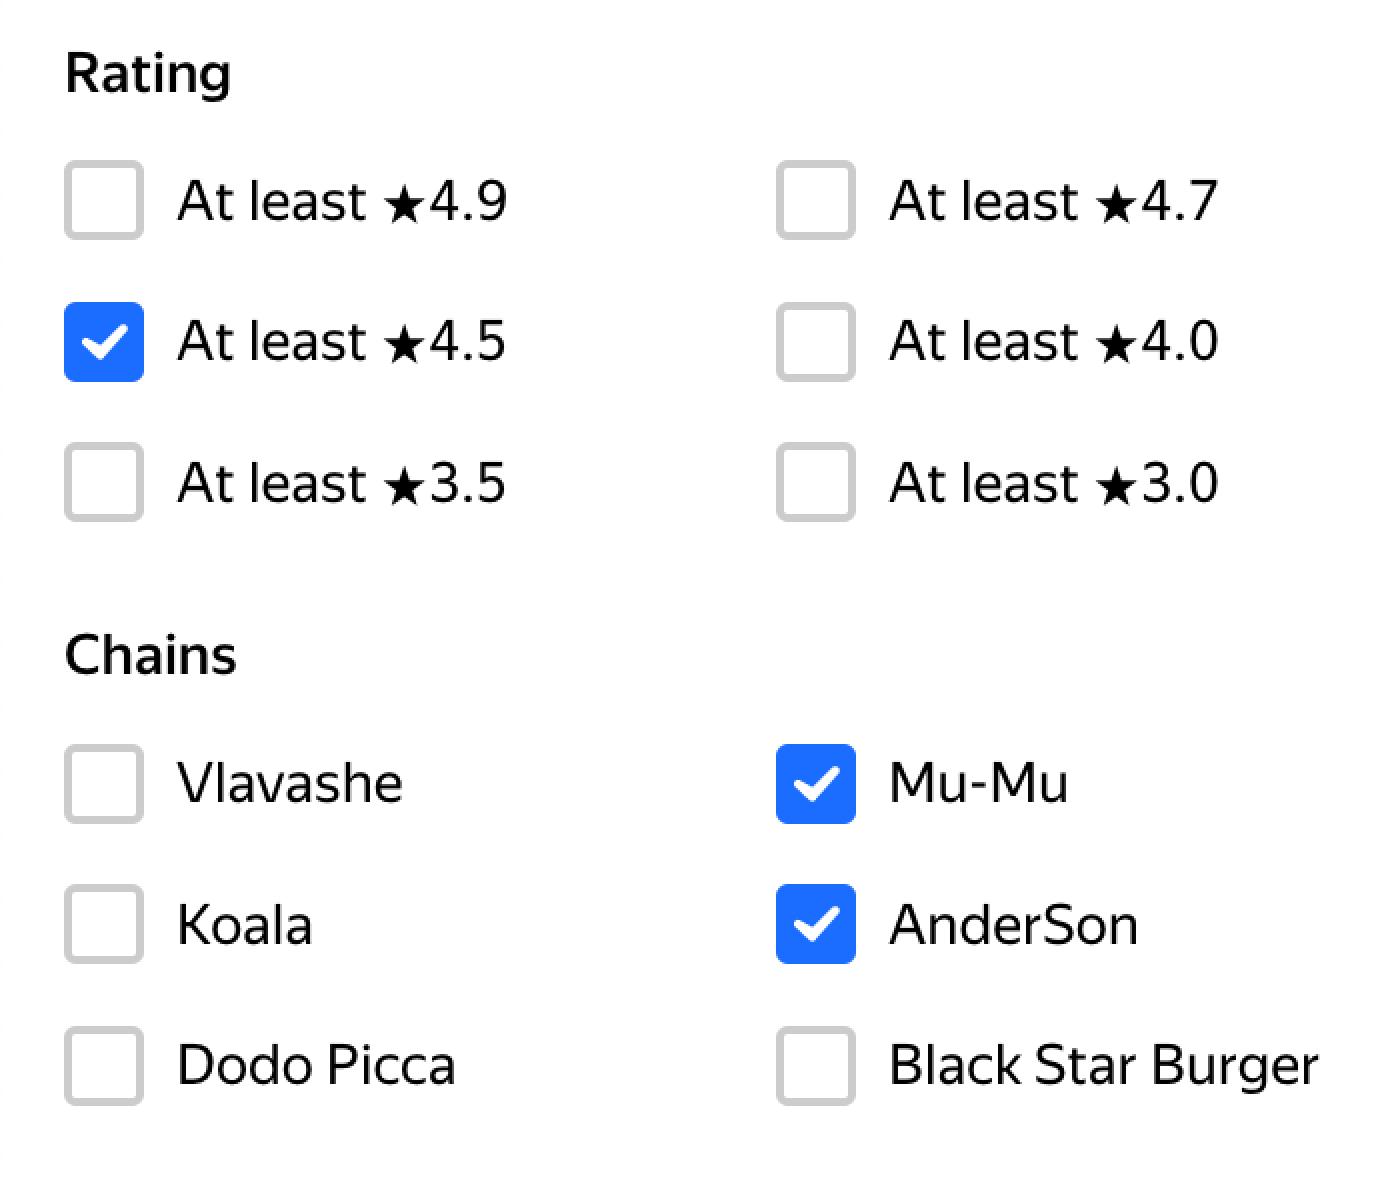 Rating
At least ★4.9
At least ★4.7
At least ★4.5
At least ★4.0
At least ★3.5
At least ★3.0
Chains
Vlavashe
Mu-Mu
Koala
AnderSon
Dodo Picca
Black Star Burger